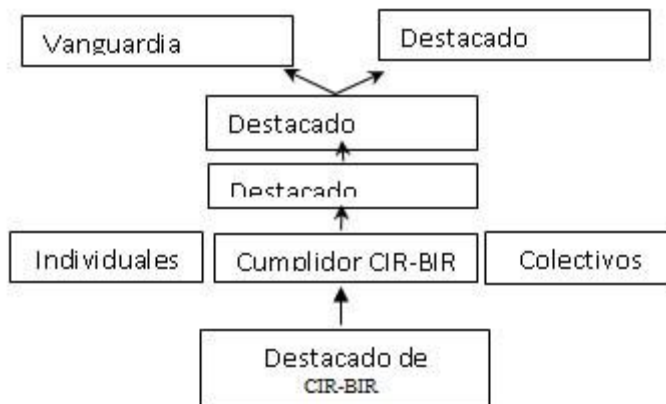 Vanguardia
Destacado
Destacado
Destacado
Individuales
Cumplidor CIR-BIR
Colectivos
Destacado de
CIR-BIR